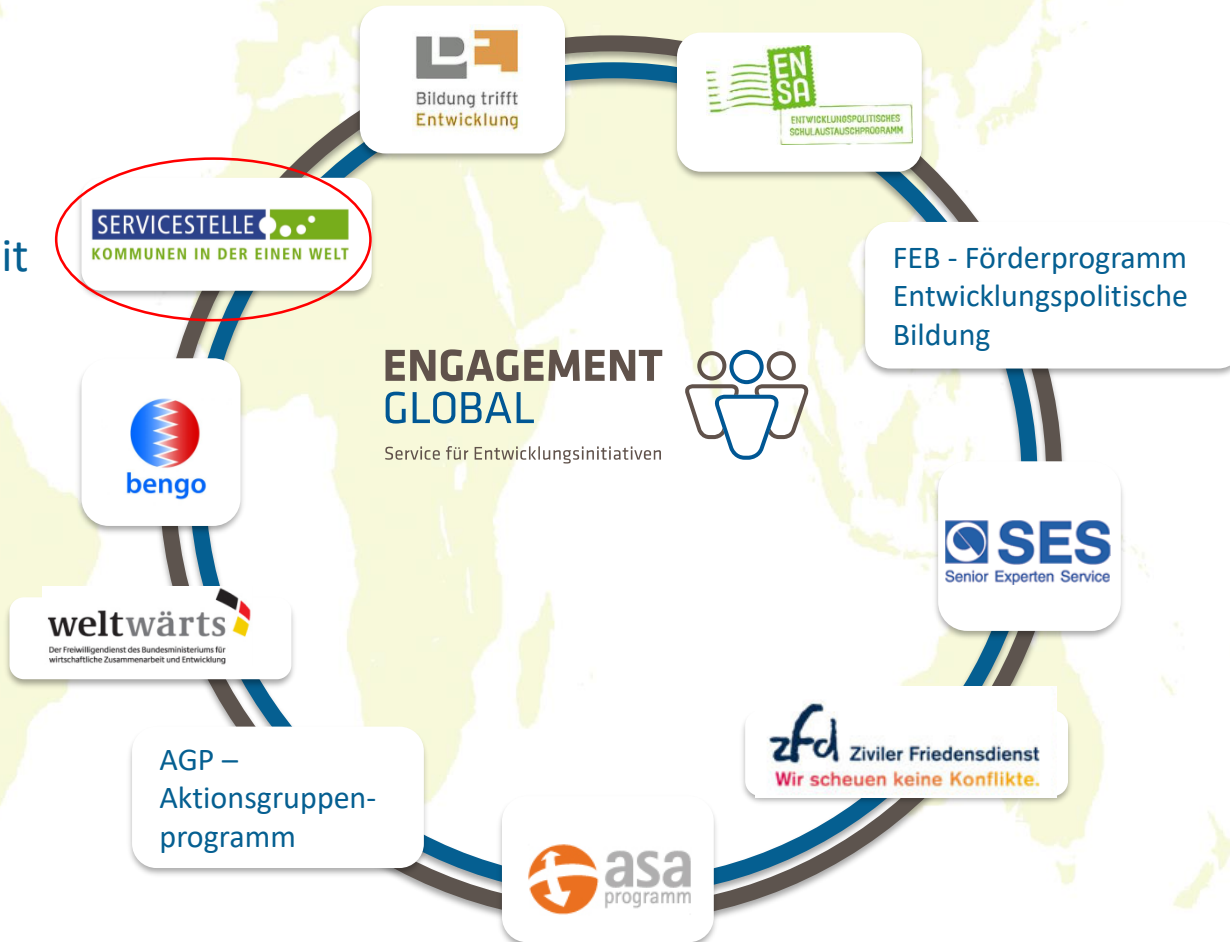 Bildung trifft
Entwicklung
EN
SA
ENTWICKLUNGSPOLITISCHES
SCHULAUSTAUSCHPROGRAMM
SERVICESTELLE
KOMMUNEN IN DER EINEN WELT
it
FEB - Förderprogramm
Entwicklungspolitische
Bildung
ENGAGEMENT
GLOBAL
Service für Entwicklungsinitiativen
bengo
SES
Senior Experten Service
weltwärts
Der Freiwilligendienst des Bundesministeriums für
wirtschaftliche Zusammenarbeit und Entwicklung
zfd Ziviler Friedensdienst
Wir scheuen keine Konflikte.
AGP –
Aktionsgruppen-
programm
asa
programm